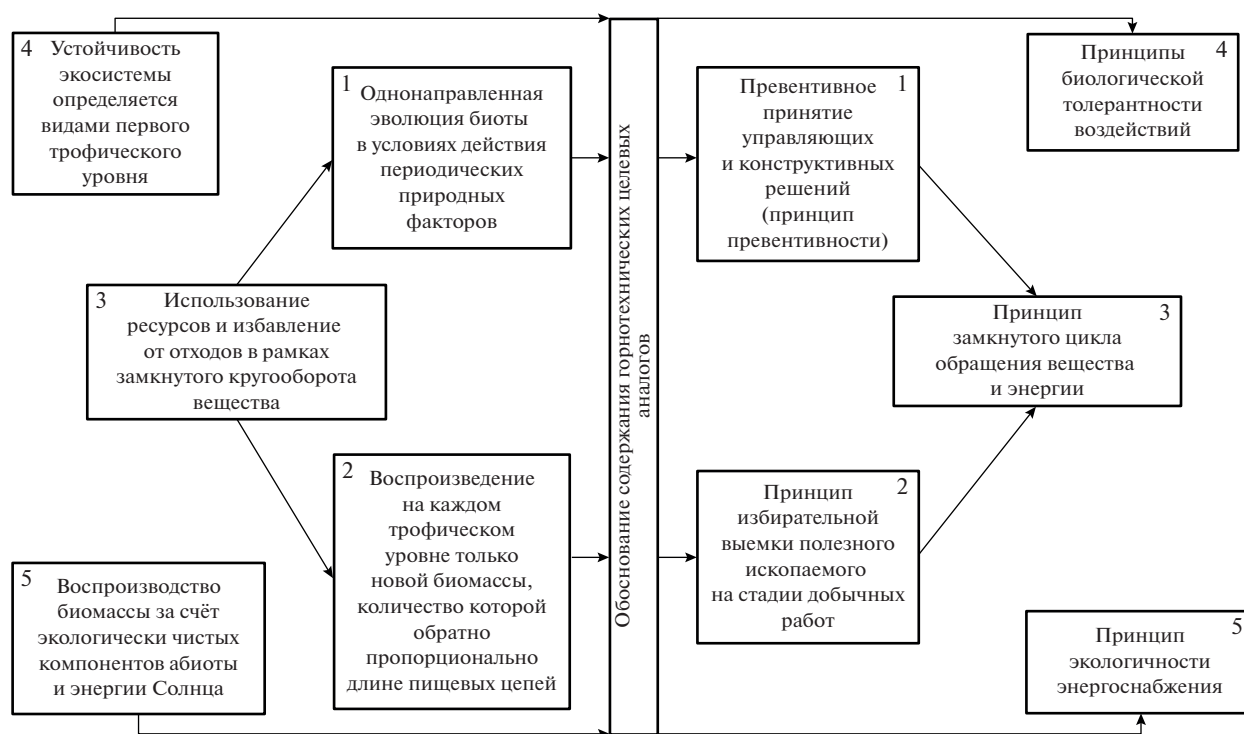 4
Устойчивость
экосистемы
определяется
видами первого
трофического
уровня
1
Однонаправленная
эволюция биоты
в условиях действия
периодических
природных
факторов
3
Использование
ресурсов и избавление
от отходов в рамках
замкнутого кругооборота
вещества
2
Воспроизведение
на каждом
трофическом
уровне только
новой биомассы,
количество которой
обратно
пропорционально
длине пищевых цепей
5
Воспроизводство
биомассы за счёт
экологически чистых
компонентов абиоты
и энергии Солнца
Обоснование содержания горнотехнических целевых
аналогов
1
Превентивное
принятие
управляющих
и конструктивных
решений
(принцип
превентивности)
4
Принципы
биологической
толерантности
воздействий
3
Принцип
замкнутого цикла
обращения вещества
и энергии
2
Принцип
избирательной
выемки полезного
ископаемого
на стадии добычных
работ
5
Принцип
экологичности
энергоснабжения